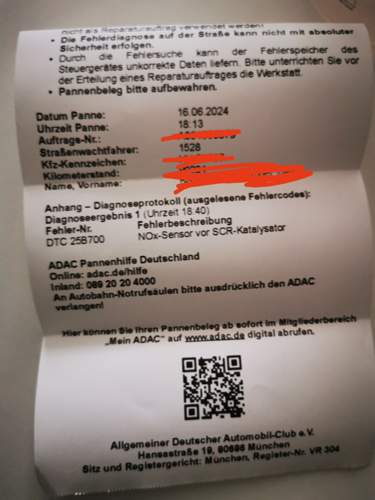 nicht als Reparaturauftrag verwendet werden!
• Die Fehlerdiagnose auf der Straße kann nicht mit absoluter
Sicherheit erfolgen.
• Durch die Fehlersuche kann der Fehlerspeicher des
Steuergerätes unkorrekte Daten liefern. Bitte unterrichten Sie vor
der Erteilung eines Reparaturauftrages die Werkstatt.
• Pannenbeleg bitte aufbewahren.
Datum Panne: 16.06.2024
Uhrzeit Panne: 18:13
Auftrags-Nr.:
Straßenwachtfahrer: 1528
Kfz-Kennzeichen:
Kilometerstand:
Name, Vorname:
Anhang – Diagnoseprotokoll (ausgelesene Fehlercodes):
Diagnoseergebnis 1 (Uhrzeit 18:40)
Fehler-Nr. Fehlerbeschreibung
DTC 25B700 NOx-Sensor vor SCR-Katalysator
ADAC Pannenhilfe Deutschland
Online: adac.de/hilfe
Inland: 089 20 20 4000
An Autobahn-Notrufsäulen bitte ausdrücklich den ADAC
verlangen!
Hier können Sie Ihren Pannenbeleg ab sofort im Mitgliederbereich
„Mein ADAC“ auf www.adac.de digital abrufen.
Allgemeiner Deutscher Automobil-Club e.V.
Hansastraße 19, 80686 München
Sitz und Registergericht: München, Register-Nr. VR 304